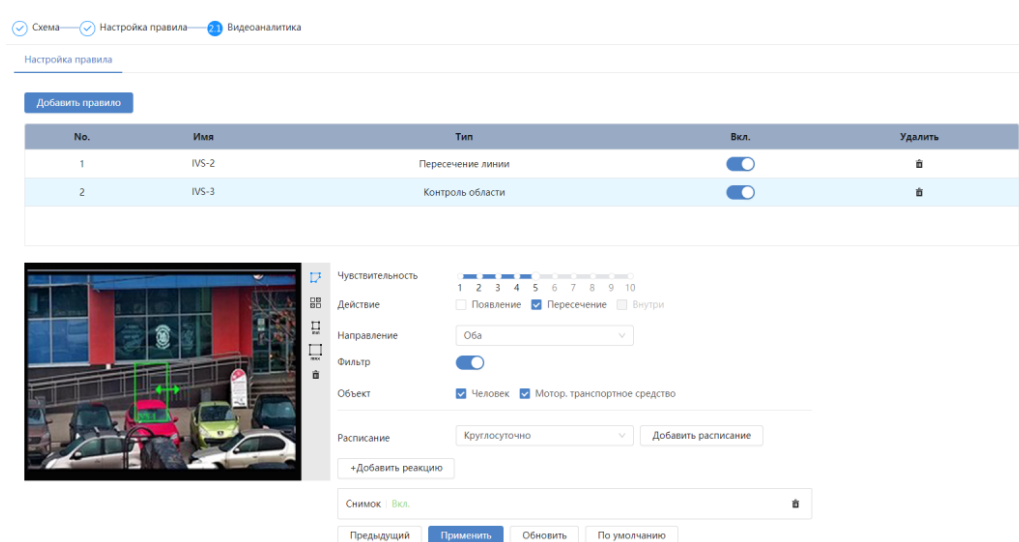 Схема Настройка правила 2.1 Видеоаналитика
Настройка правила
Добавить правило
No. Имя Тип Вкл. Удалить
1 IVS-2 Пересечение линии
2 IVS-3 Контроль области
Чувствительность
1 2 3 4 5 6 7 8 9 10
Действие Появление Пересечение Внутри
Направление Оба
Фильтр
Объект Человек Мотор. транспортное средство
Расписание Круглосуточно Добавить расписание
+Добавить реакцию
Снимок Вкл.
Предыдущий Применить Обновить По умолчанию